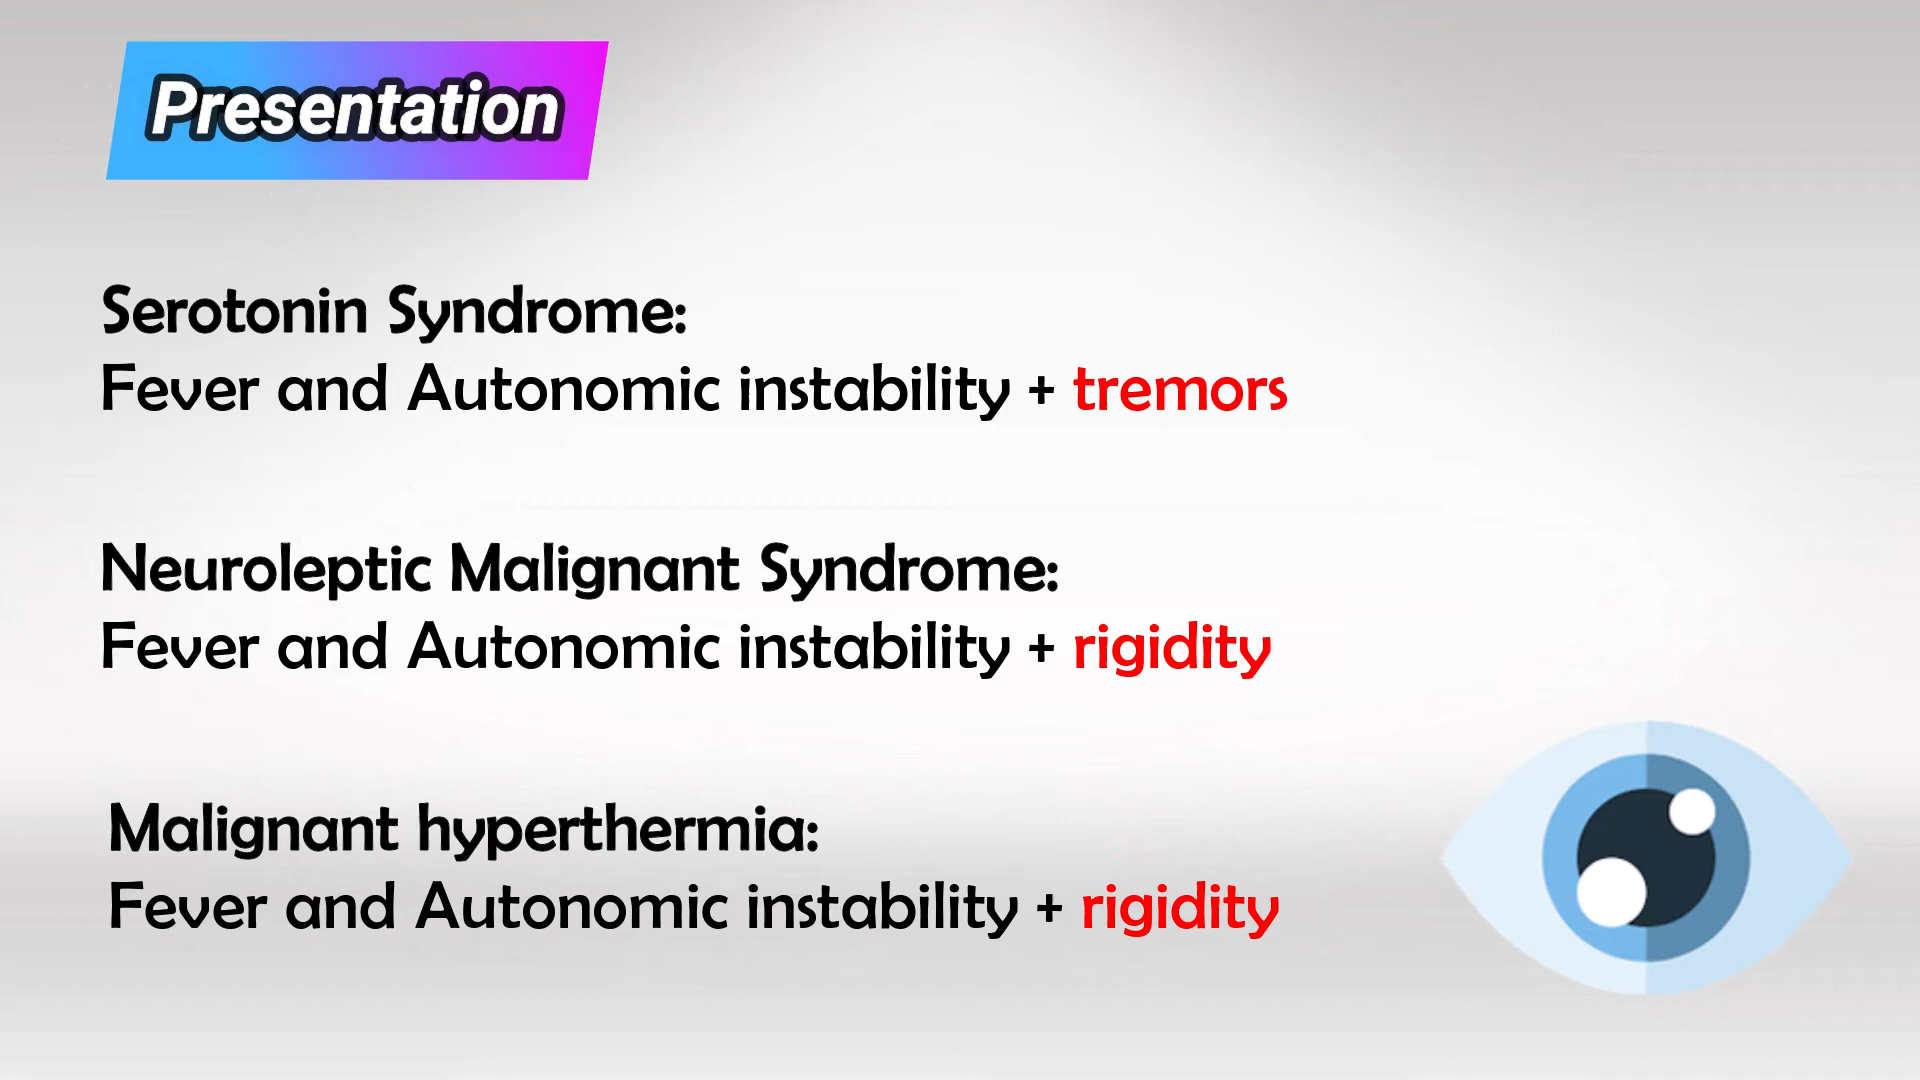 Presentation
Serotonin Syndrome:
Fever and Autonomic instability + tremors
Neuroleptic Malignant Syndrome:
Fever and Autonomic instability + rigidity
Malignant hyperthermia:
Fever and Autonomic instability + rigidity